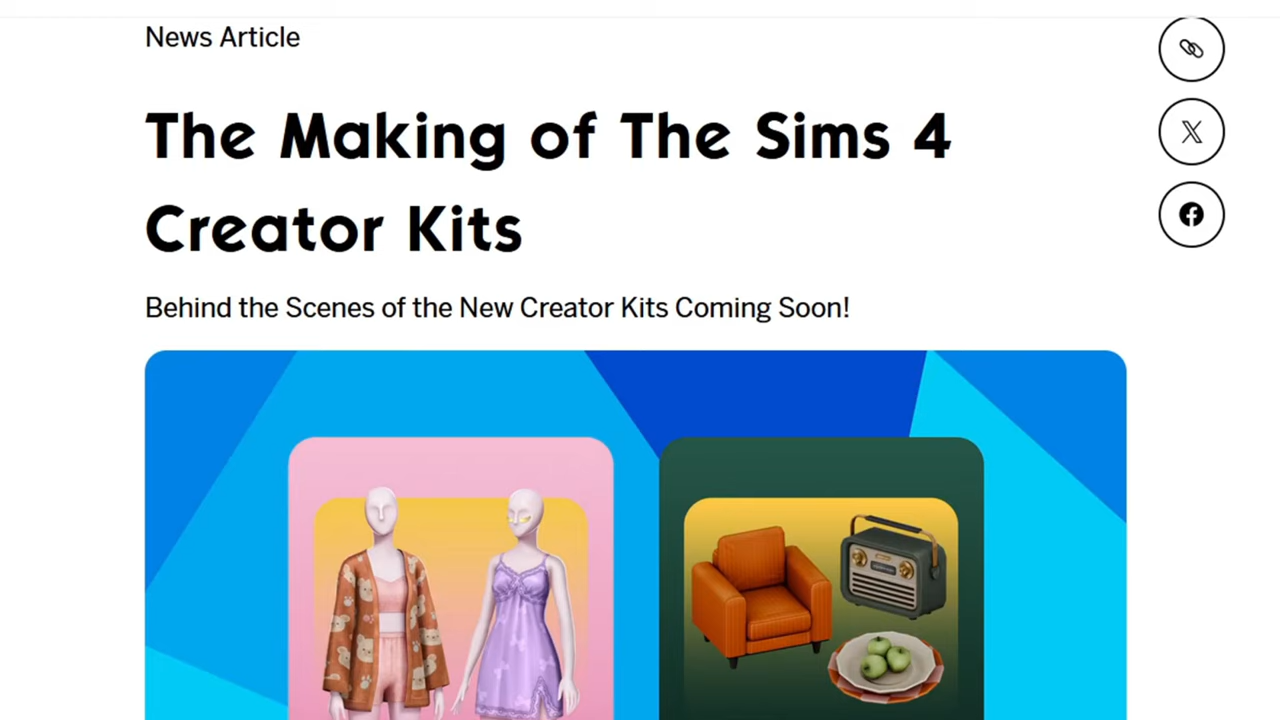 News Article
The Making of The Sims 4
Creator Kits
Behind the Scenes of the New Creator Kits Coming Soon!